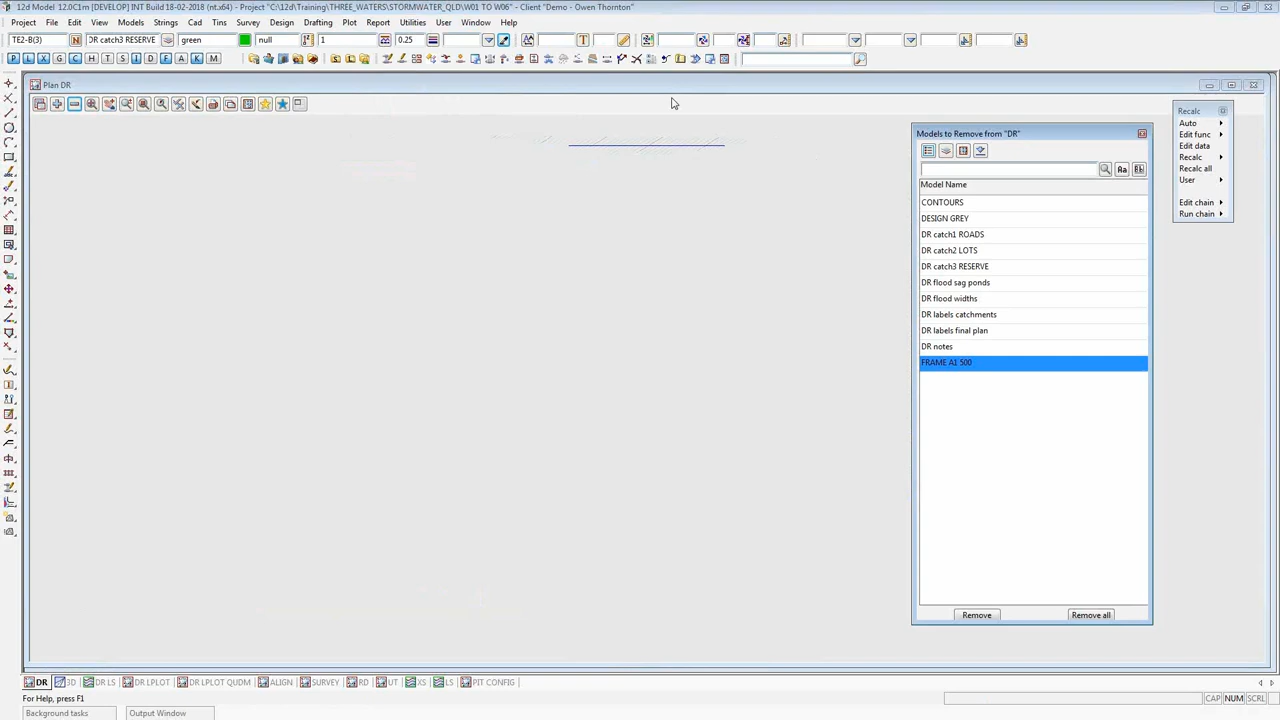 12d Model 12.0C1m [DEVELOP] INT Build 18-02-2018 (nt.x64) - Project "C:\12d\Training\THREE_WATERS\STORMWATER_QLD\W01 TO W06" - Client "Demo - Owen Thornton"
Project File Edit View Models Strings Cad Tins Survey Design Drafting Plot Report Utilities User Window Help
TE2-B(3) DR catch3 RESERVE green null 1 0.25
P L X G C H T S I D F A K M
Plan DR
Models to Remove from "DR"
Model Name
CONTOURS
DESIGN GREY
DR catch1 ROADS
DR catch2 LOTS
DR catch3 RESERVE
DR flood sag ponds
DR flood widths
DR labels catchments
DR labels final plan
DR notes
FRAME A1 500
Remove Remove all
Recalc
Auto
Edit func
Edit data
Recalc
Recalc all
User
Edit chain
Run chain
DR 3D DR LS DR LPLOT DR LPLOT QUDM ALIGN SURVEY RD UT XS LS PIT CONFIG
For Help, press F1 CAP NUM SCRL
Background tasks Output Window